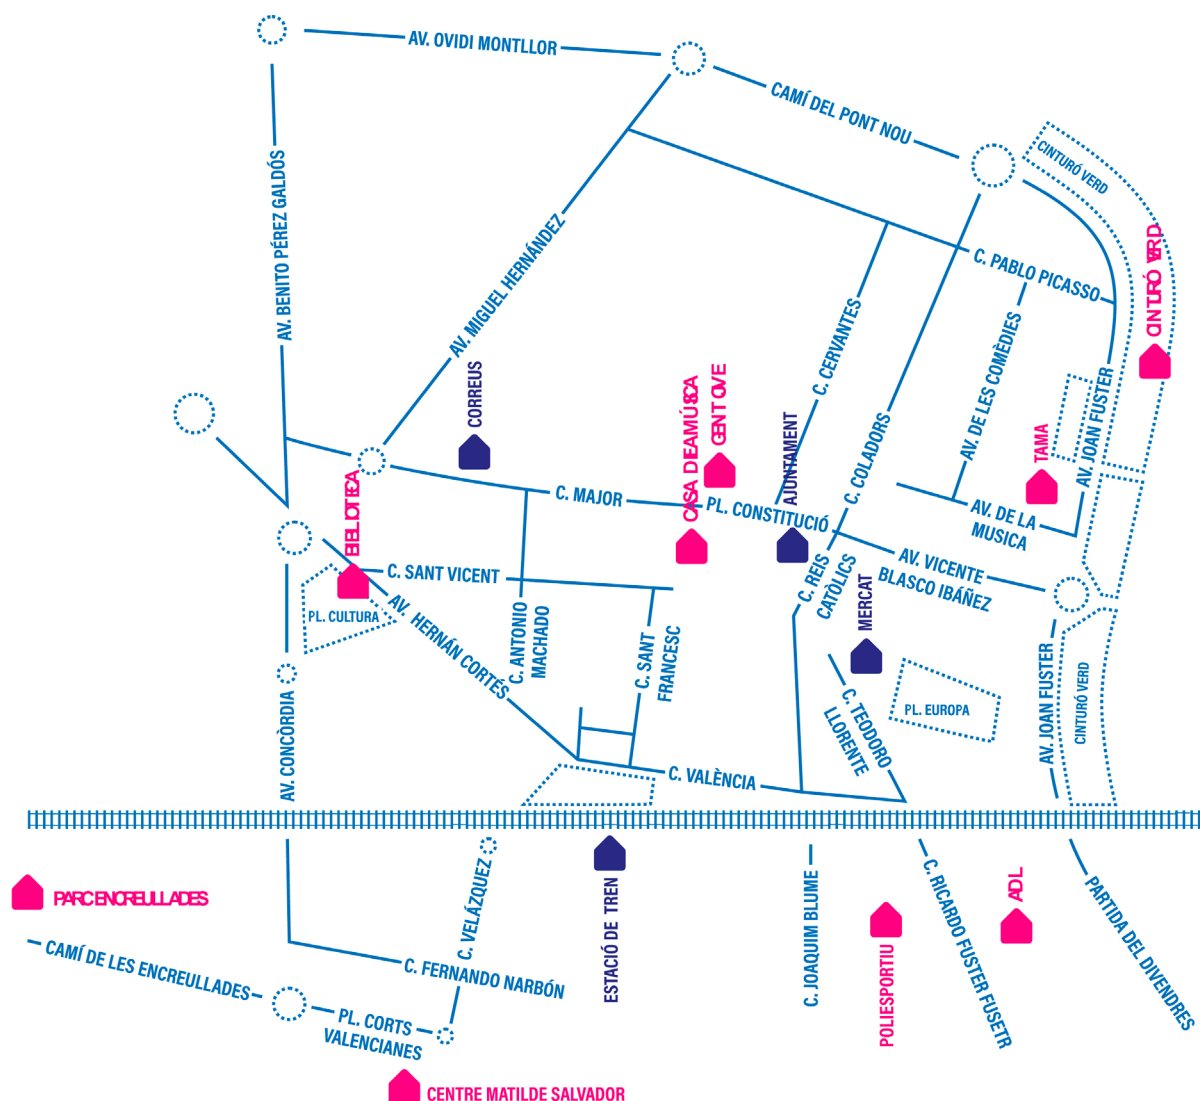 AV. OVIDI MONTLLOR
CAMÍ DEL PONT NOU
CINTURÓ VERD
AV. BENITO PÉREZ GALDÓS
AV. MIGUEL HERNÁNDEZ
C. PABLO PICASSO
CINTURÓ VERD
C. CERVANTES
AV. DE LES COMÈDIES
AV. JOAN FUSTER
CORREUS
CASA DE LA MÚSICA
GENT JOVE
AJUNTAMENT
C. COLADORS
TAMA
BIBLIOTECA
C. MAJOR
PL. CONSTITUCIÓ
AV. DE LA
MUSICA
AV. VICENTE
BLASCO IBÁÑEZ
C. SANT VICENT
C. REIS
CATÒLICS
MERCAT
PL. CULTURA
AV. HERNÁN CORTÉS
C. ANTONIO
MACHADO
C. SANT
FRANCESC
C. TEODORO
LLORENTE
PL. EUROPA
AV. JOAN FUSTER
CINTURÓ VERD
AV. CONCÒRDIA
C. VALÈNCIA
PARC ENCREULLADES
C. VELÁZQUEZ
ESTACIÓ DE TREN
C. JOAQUIM BLUME
POLIESPORTIU
C. RICARDO FUSTER FUSETR
ADL
PARTIDA DEL DIVENDRES
CAMÍ DE LES ENCREULLADES
C. FERNANDO NARBÓN
PL. CORTS
VALENCIANES
CENTRE MATILDE SALVADOR